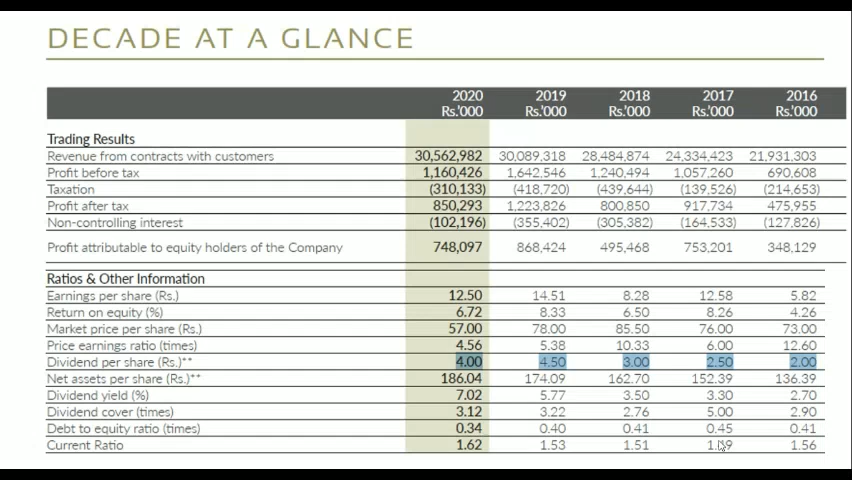 DECADE AT A GLANCE
2020 2019 2018 2017 2016
Rs.'000 Rs.'000 Rs.'000 Rs.'000 Rs.'000
Trading Results
Revenue from contracts with customers 30,562,982 30,089,318 28,484,874 24,334,423 21,931,303
Profit before tax 1,160,426 1,642,546 1,240,494 1,057,260 690,608
Taxation (310,133) (418,720) (439,644) (139,526) (214,653)
Profit after tax 850,293 1,223,826 800,850 917,734 475,955
Non-controlling interest (102,196) (355,402) (305,382) (164,533) (127,826)
Profit attributable to equity holders of the Company 748,097 868,424 495,468 753,201 348,129
Ratios & Other Information
Earnings per share (Rs.) 12.50 14.51 8.28 12.58 5.82
Return on equity (%) 6.72 8.33 6.50 8.26 4.26
Market price per share (Rs.) 57.00 78.00 85.50 76.00 73.00
Price earnings ratio (times) 4.56 5.38 10.33 6.00 12.60
Dividend per share (Rs.)** 4.00 4.50 3.00 2.50 2.00
Net assets per share (Rs.)** 186.04 174.09 162.70 152.39 136.39
Dividend yield (%) 7.02 5.77 3.50 3.30 2.70
Dividend cover (times) 3.12 3.22 2.76 5.00 2.90
Debt to equity ratio (times) 0.34 0.40 0.41 0.45 0.41
Current Ratio 1.62 1.53 1.51 1.56